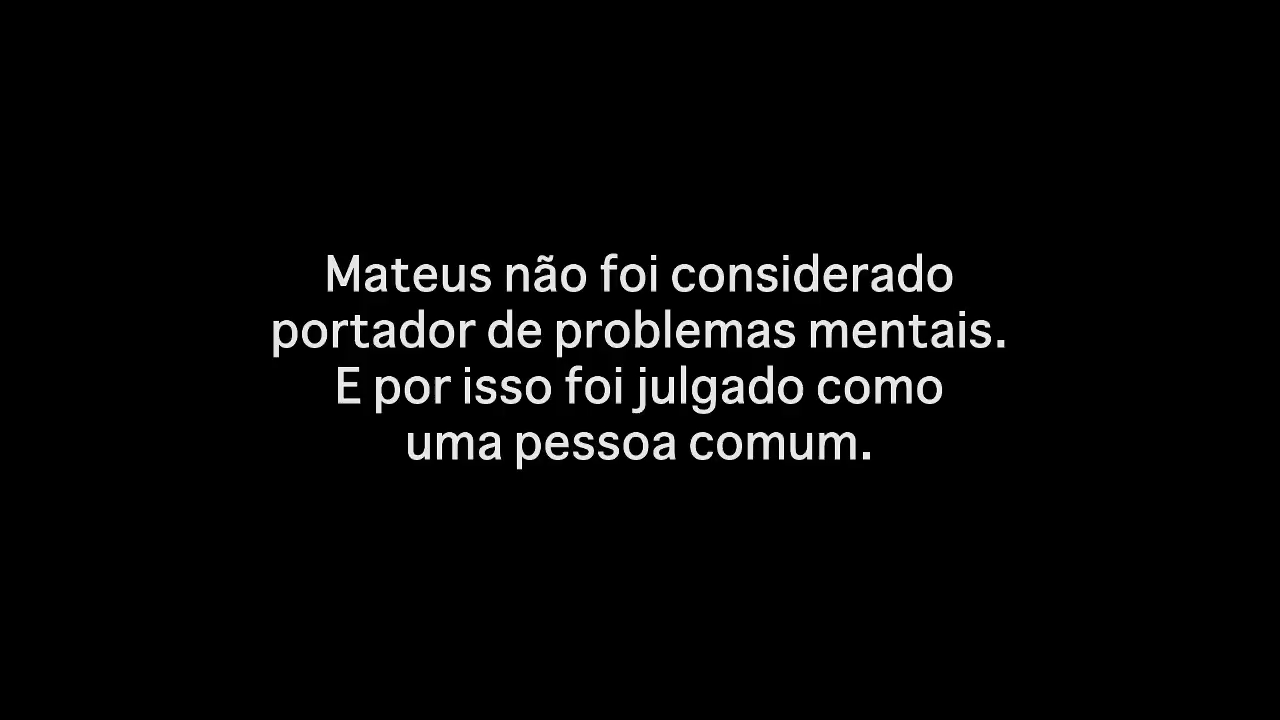 Mateus não foi considerado
portador de problemas mentais.
E por isso foi julgado como
uma pessoa comum.